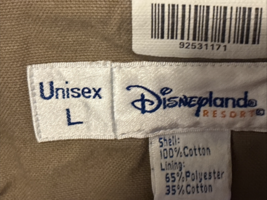 92531171
Unisex
L
Disneyland
RESORT
Shell:
100% Cotton
Lining:
65% Polyester
35% Cotton